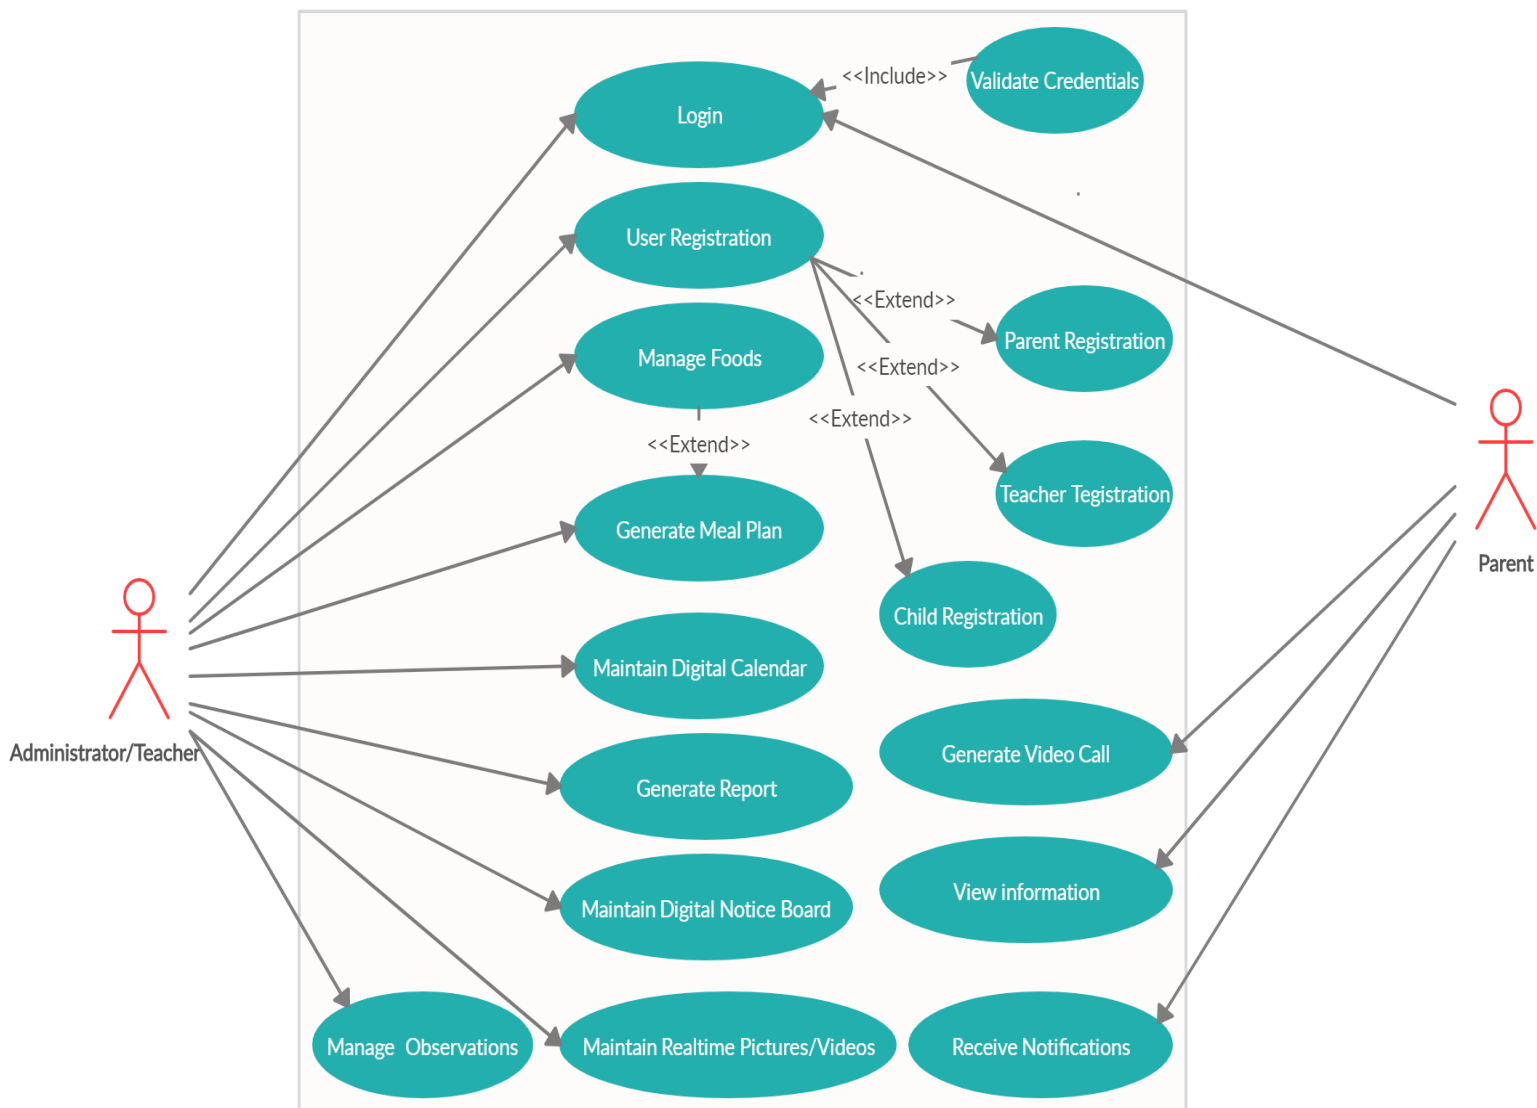 <<Include>>
Validate Credentials
Login
User Registration
<<Extend>>
Parent Registration
Manage Foods
<<Extend>>
<<Extend>>
<<Extend>>
Teacher Tegistration
Generate Meal Plan
Parent
Child Registration
Maintain Digital Calendar
Administrator/Teacher
Generate Video Call
Generate Report
View information
Maintain Digital Notice Board
Manage Observations
Maintain Realtime Pictures/Videos
Receive Notifications